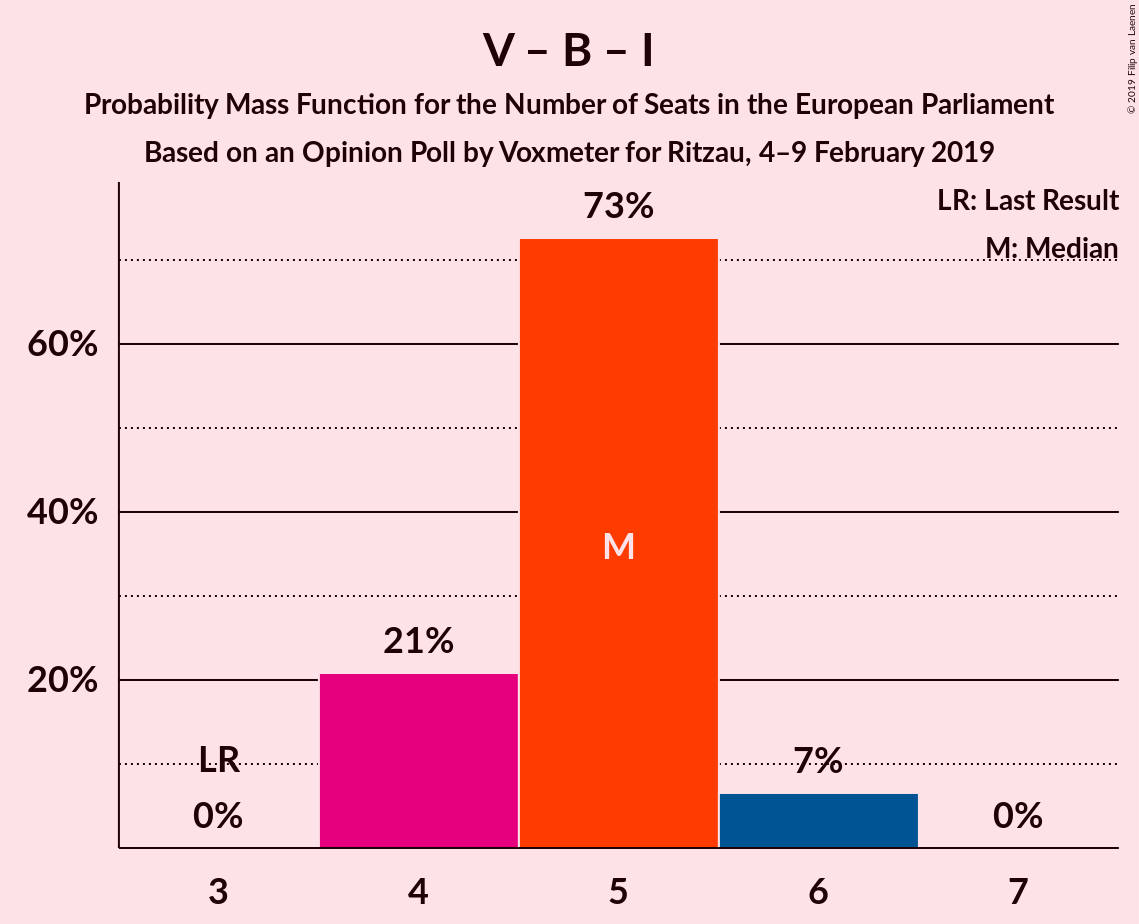 V – B – I
Probability Mass Function for the Number of Seats in the European Parliament
Based on an Opinion Poll by Voxmeter for Ritzau, 4–9 February 2019
© 2019 Filip van Laenen
LR: Last Result
M: Median
73%
60%
40%
20%
M
21%
LR
0%
7%
0%
3
4
5
6
7